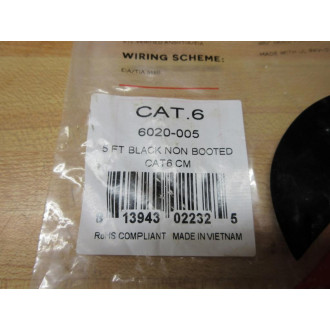 WIRING SCHEME:
CAT.6
6020-005
5 FT BLACK NON BOOTED
CAT6 CM
8 13943 02232 5
RoHS COMPLIANT MADE IN VIETNAM